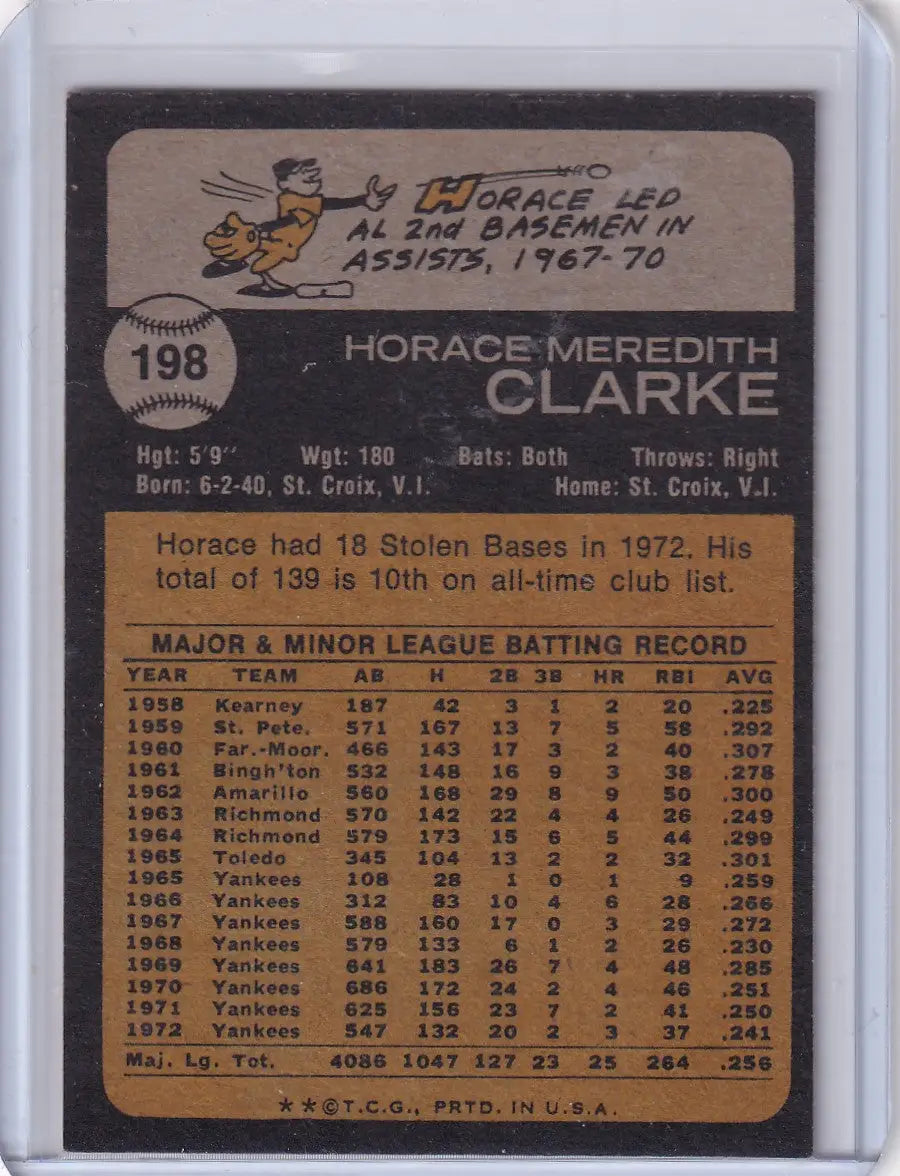 HORACE LED
AL 2nd BASEMEN IN
ASSISTS, 1967-70
198
HORACE MEREDITH
CLARKE
Hgt: 5'9" Wgt: 180 Bats: Both Throws: Right
Born: 6-2-40, St. Croix, V.I. Home: St. Croix, V.I.
Horace had 18 Stolen Bases in 1972. His
total of 139 is 10th on all-time club list.
MAJOR & MINOR LEAGUE BATTING RECORD
YEAR TEAM AB H 2B 3B HR RBI AVG
1958 Kearney 187 42 3 1 2 20 .225
1959 St. Pete. 571 167 13 7 5 58 .292
1960 Far.-Moor. 466 143 17 3 2 40 .307
1961 Bingh'ton 532 148 16 9 3 38 .278
1962 Amarillo 560 168 29 8 9 50 .300
1963 Richmond 570 142 22 4 4 26 .249
1964 Richmond 579 173 15 6 5 44 .299
1965 Toledo 345 104 13 2 2 32 .301
1965 Yankees 108 28 1 0 1 9 .259
1966 Yankees 312 83 10 4 6 28 .266
1967 Yankees 588 160 17 0 3 29 .272
1968 Yankees 579 133 6 1 2 26 .230
1969 Yankees 641 183 26 7 4 48 .285
1970 Yankees 686 172 24 2 4 46 .251
1971 Yankees 625 156 23 7 2 41 .250
1972 Yankees 547 132 20 2 3 37 .241
Maj. Lg. Tot. 4086 1047 127 23 25 264 .256
★★©T.C.G., PRTD. IN U.S.A.